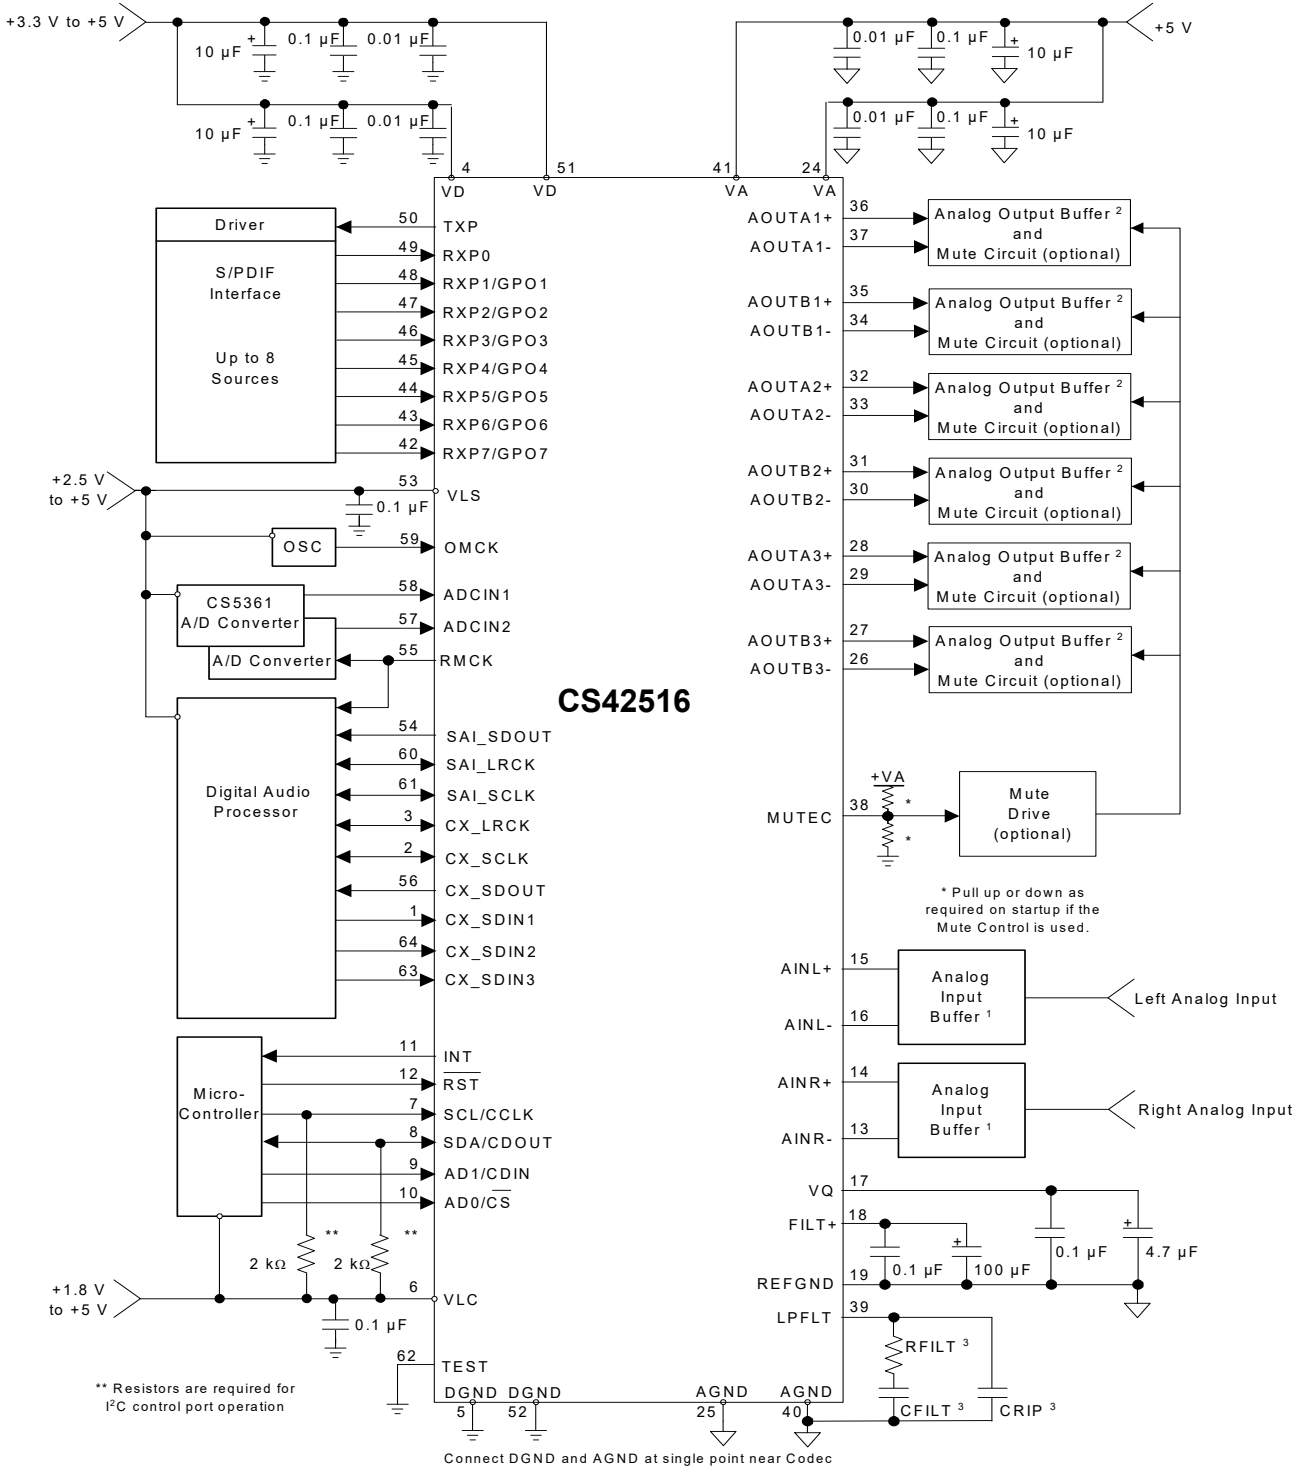 +3.3 V to +5 V
+
10 µF
0.1 µF
0.01 µF
+
10 µF
0.1 µF
0.01 µF
0.01 µF
0.1 µF
+
10 µF
+5 V
0.01 µF
0.1 µF
+
10 µF
4
VD
51
VD
41
VA
24
VA
Driver
S/PDIF
Interface
Up to 8
Sources
50 TXP
49 RXP0
48 RXP1/GPO1
47 RXP2/GPO2
46 RXP3/GPO3
45 RXP4/GPO4
44 RXP5/GPO5
43 RXP6/GPO6
42 RXP7/GPO7
+2.5 V
to +5 V
53 VLS
0.1 µF
OSC
59 OMCK
CS5361
A/D Converter
A/D Converter
58 ADCIN1
57 ADCIN2
55 RMCK
Digital Audio
Processor
54 SAI_SDOUT
60 SAI_LRCK
61 SAI_SCLK
3 CX_LRCK
2 CX_SCLK
56 CX_SDOUT
1 CX_SDIN1
64 CX_SDIN2
63 CX_SDIN3
Micro-
Controller
11 INT
12 RST
7 SCL/CCLK
8 SDA/CDOUT
9 AD1/CDIN
10 AD0/CS
2 kΩ **
2 kΩ **
+1.8 V
to +5 V
6 VLC
0.1 µF
62 TEST
** Resistors are required for
I²C control port operation
DGND
5
DGND
52
AGND
25
AGND
40
Connect DGND and AGND at single point near Codec
CS42516
AOUTA1+ 36
AOUTA1- 37
Analog Output Buffer ²
and
Mute Circuit (optional)
AOUTB1+ 35
AOUTB1- 34
Analog Output Buffer ²
and
Mute Circuit (optional)
AOUTA2+ 32
AOUTA2- 33
Analog Output Buffer ²
and
Mute Circuit (optional)
AOUTB2+ 31
AOUTB2- 30
Analog Output Buffer ²
and
Mute Circuit (optional)
AOUTA3+ 28
AOUTA3- 29
Analog Output Buffer ²
and
Mute Circuit (optional)
AOUTB3+ 27
AOUTB3- 26
Analog Output Buffer ²
and
Mute Circuit (optional)
MUTEC 38
+VA
*
*
Mute
Drive
(optional)
* Pull up or down as
required on startup if the
Mute Control is used.
AINL+ 15
AINL- 16
Analog
Input
Buffer ¹
Left Analog Input
AINR+ 14
AINR- 13
Analog
Input
Buffer ¹
Right Analog Input
VQ 17
FILT+ 18
0.1 µF
+
100 µF
0.1 µF
+
4.7 µF
REFGND 19
LPFLT 39
RFILT ³
CFILT ³
CRIP ³